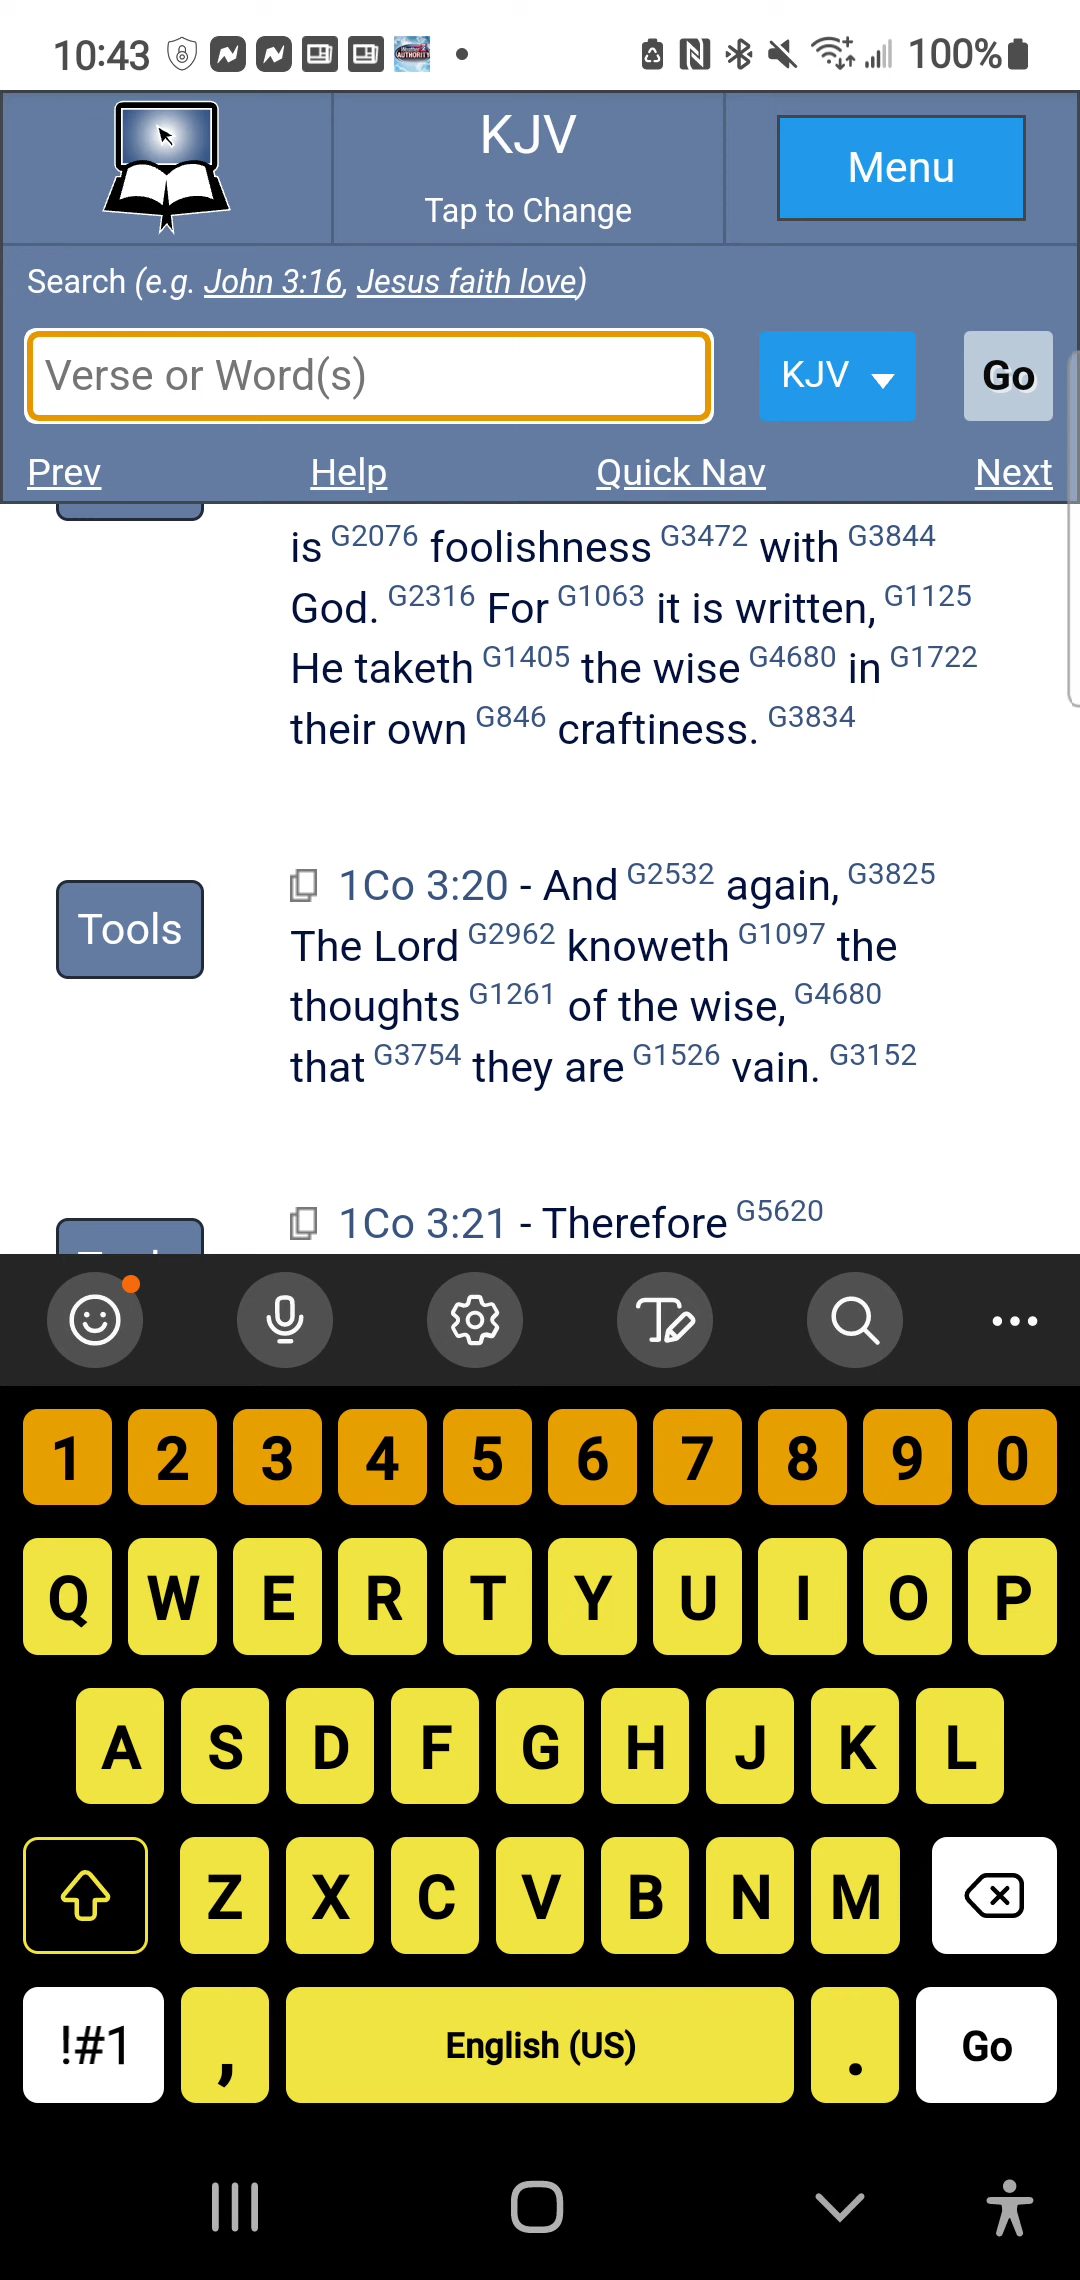 10:43 100%
KJV
Tap to Change
Menu
Search (e.g. John 3:16, Jesus faith love)
Verse or Word(s)
KJV
Go
Prev Help Quick Nav Next
is G2076 foolishness G3472 with G3844
God. G2316 For G1063 it is written, G1125
He taketh G1405 the wise G4680 in G1722
their own G846 craftiness. G3834
Tools
1Co 3:20 - And G2532 again, G3825
The Lord G2962 knoweth G1097 the
thoughts G1261 of the wise, G4680
that G3754 they are G1526 vain. G3152
1Co 3:21 - Therefore G5620
1 2 3 4 5 6 7 8 9 0
Q W E R T Y U I O P
A S D F G H J K L
Z X C V B N M
!#1 , English (US) . Go